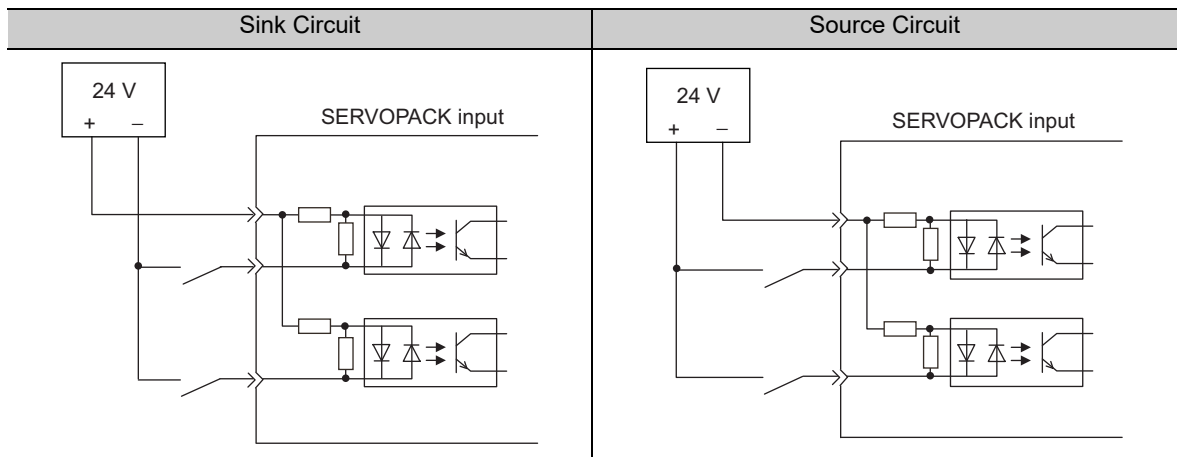 Sink Circuit
Source Circuit
24 V
+ –
SERVOPACK input
24 V
+ –
SERVOPACK input